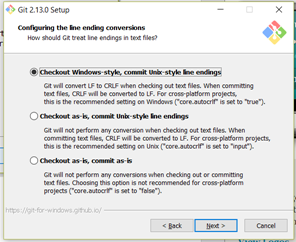 Git 2.13.0 Setup
Configuring the line ending conversions
How should Git treat line endings in text files?
Checkout Windows-style, commit Unix-style line endings
Git will convert LF to CRLF when checking out text files. When
committing text files, CRLF will be converted to LF. For cross-platform
projects, this is the recommended setting on Windows ("core.autocrlf" is set to "true").
Checkout as-is, commit Unix-style line endings
Git will not perform any conversion when checking out text files. When
committing text files, CRLF will be converted to LF. For cross-platform projects,
this is the recommended setting on Unix ("core.autocrlf" is set to "input").
Checkout as-is, commit as-is
Git will not perform any conversions when checking out or committing
text files. Choosing this option is not recommended for cross-platform
projects ("core.autocrlf" is set to "false").
https://git-for-windows.github.io/
< Back
Next >
Cancel